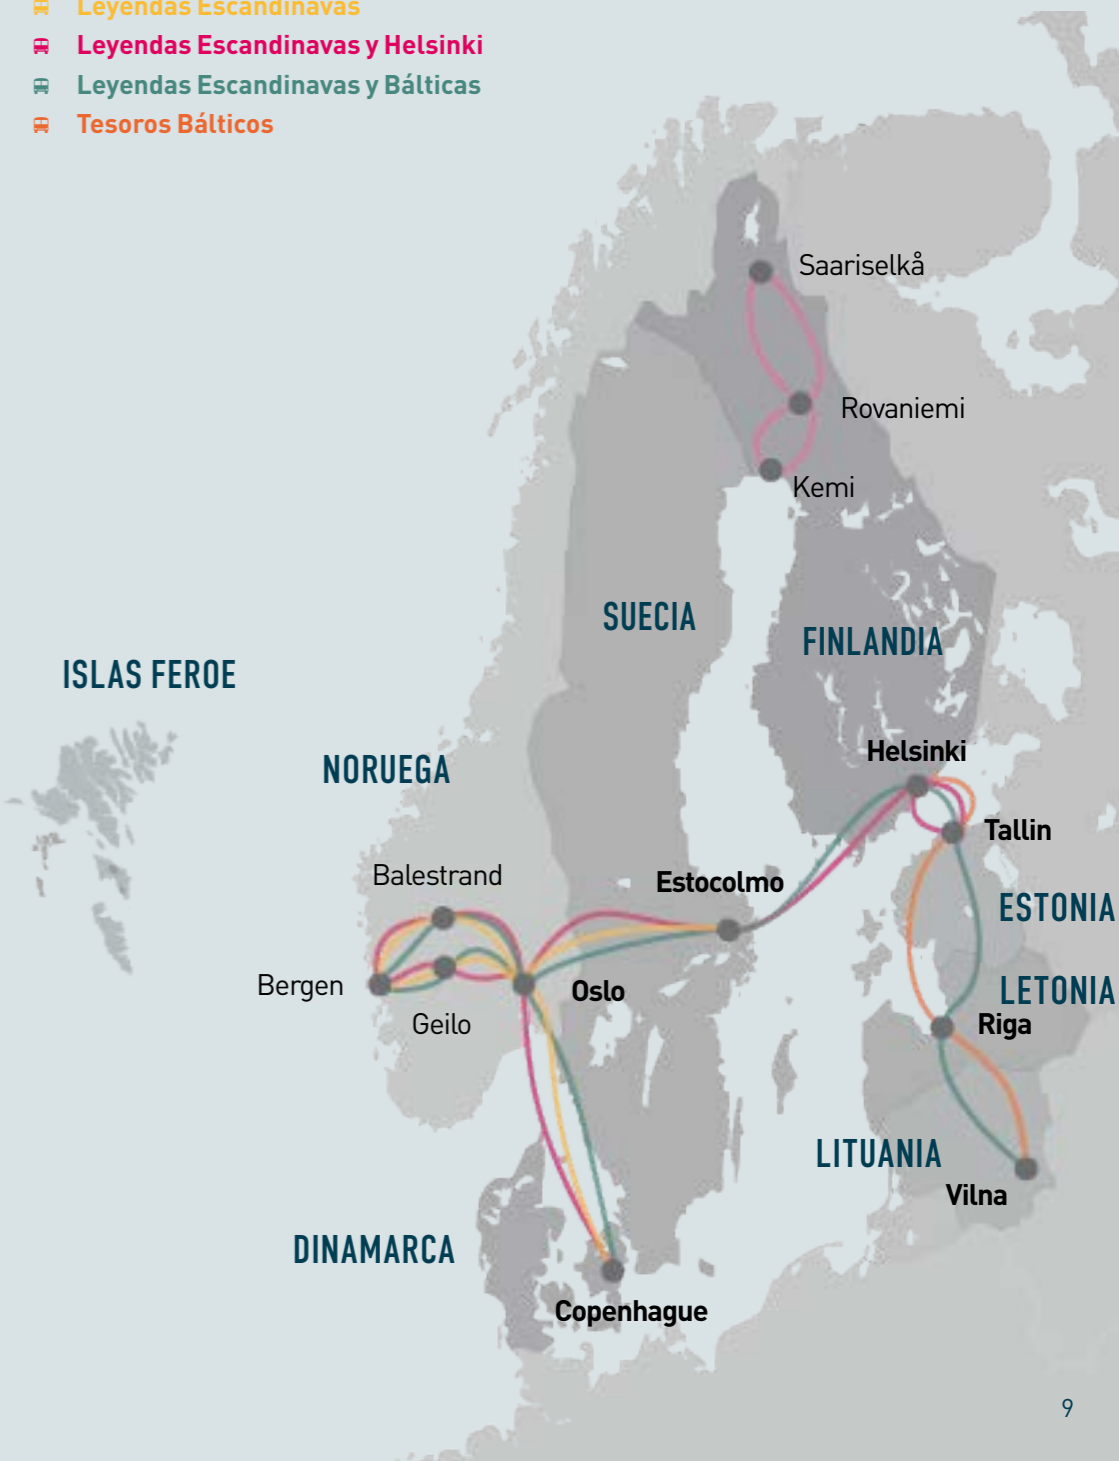 Leyendas Escandinavas
Leyendas Escandinavas y Helsinki
Leyendas Escandinavas y Bálticas
Tesoros Bálticos
Saariselkå
Rovaniemi
Kemi
SUECIA
FINLANDIA
ISLAS FEROE
NORUEGA
Helsinki
Tallin
Balestrand
Estocolmo
ESTONIA
Bergen
Oslo
LETONIA
Geilo
Riga
LITUANIA
Vilna
DINAMARCA
Copenhague
9